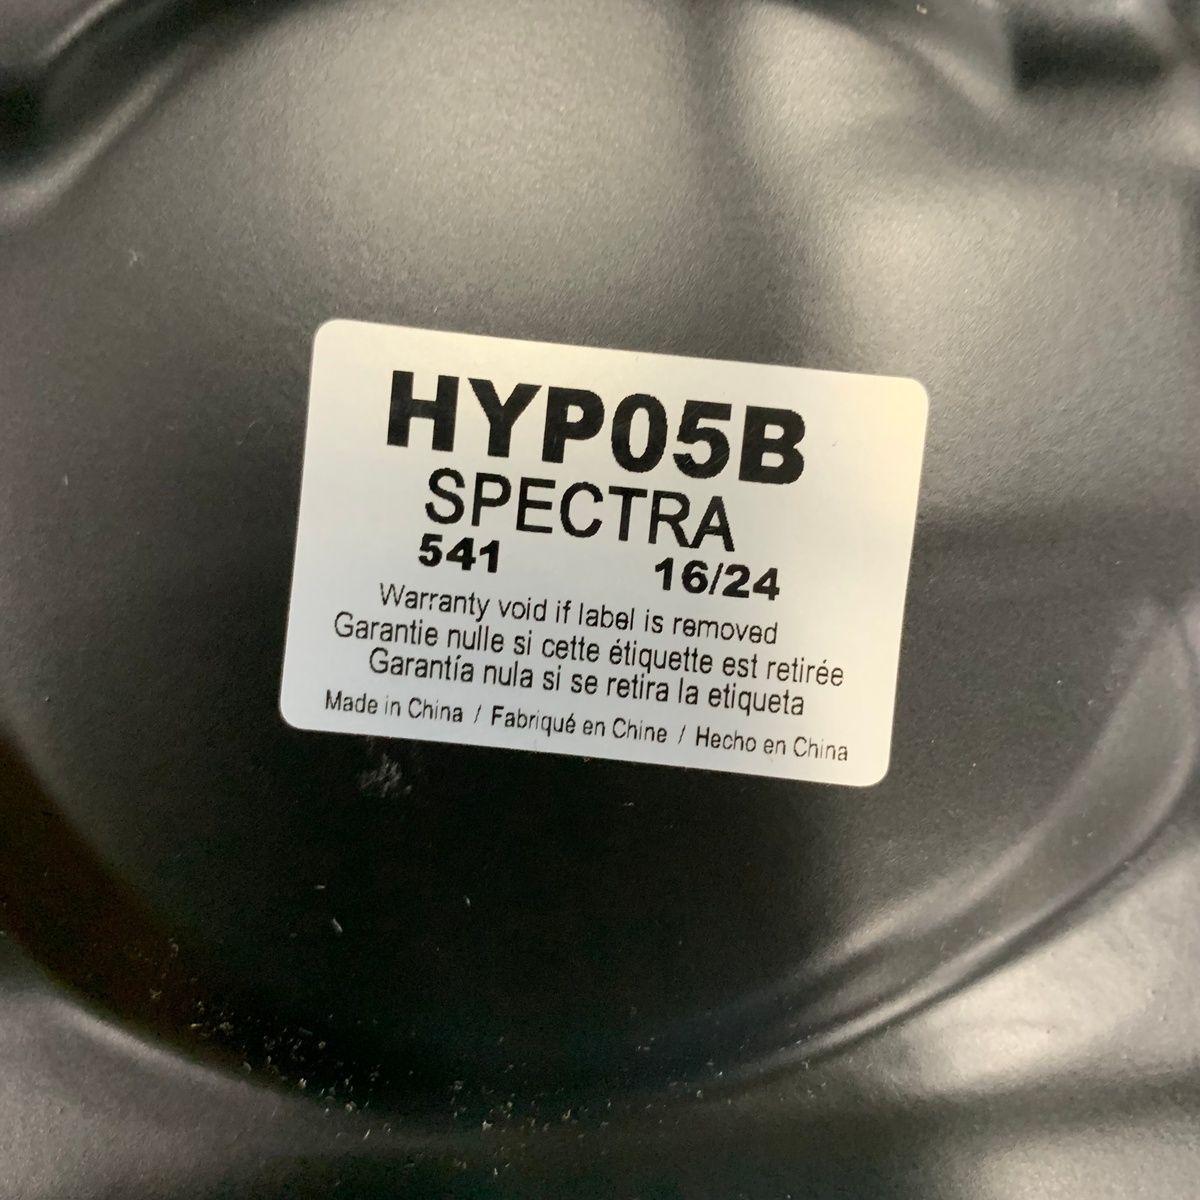 HYP05B
SPECTRA
541 16/24
Warranty void if label is removed
Garantie nulle si cette étiquette est retirée
Garantía nula si se retira la etiqueta
Made in China / Fabriqué en Chine / Hecho en China